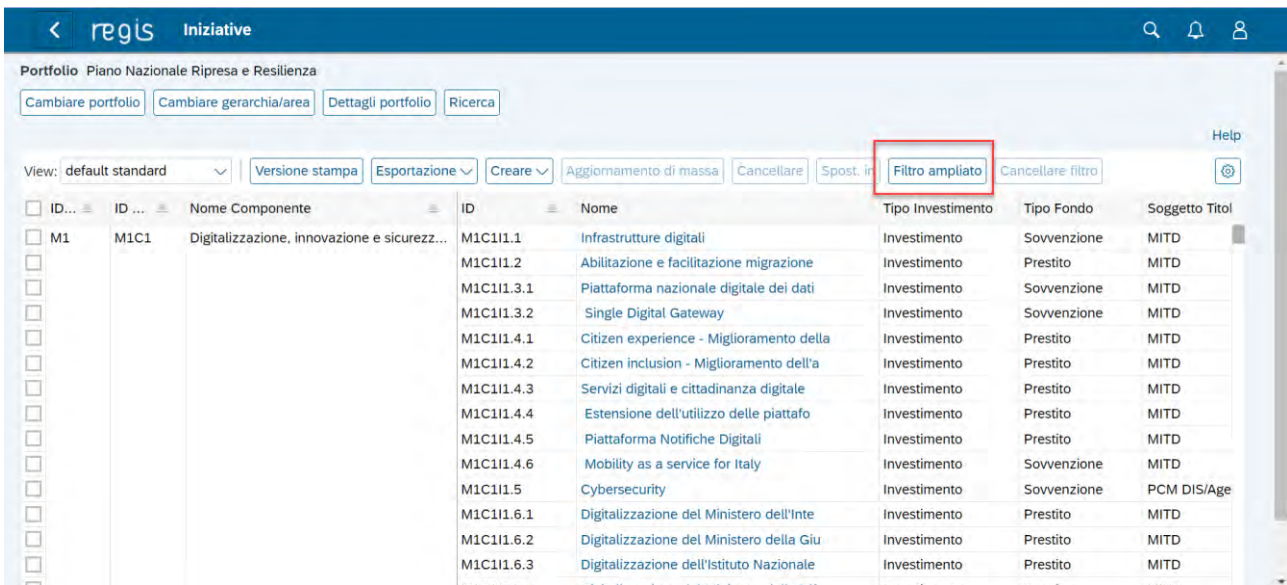 regis Iniziative
Portfolio Piano Nazionale Ripresa e Resilienza
Cambiare portfolio Cambiare gerarchia/area Dettagli portfolio Ricerca
Help
View: default standard Versione stampa Esportazione Creare Aggiornamento di massa Cancellare Spost. in Filtro ampliato Cancellare filtro
ID... ID ... Nome Componente ID Nome Tipo Investimento Tipo Fondo Soggetto Titol
M1 M1C1 Digitalizzazione, innovazione e sicurezz... M1C1I1.1 Infrastrutture digitali Investimento Sovvenzione MITD
M1C1I1.2 Abilitazione e facilitazione migrazione Investimento Prestito MITD
M1C1I1.3.1 Piattaforma nazionale digitale dei dati Investimento Sovvenzione MITD
M1C1I1.3.2 Single Digital Gateway Investimento Sovvenzione MITD
M1C1I1.4.1 Citizen experience - Miglioramento della Investimento Prestito MITD
M1C1I1.4.2 Citizen inclusion - Miglioramento dell'a Investimento Prestito MITD
M1C1I1.4.3 Servizi digitali e cittadinanza digitale Investimento Prestito MITD
M1C1I1.4.4 Estensione dell'utilizzo delle piattafo Investimento Prestito MITD
M1C1I1.4.5 Piattaforma Notifiche Digitali Investimento Prestito MITD
M1C1I1.4.6 Mobility as a service for Italy Investimento Sovvenzione MITD
M1C1I1.5 Cybersecurity Investimento Sovvenzione PCM DIS/Age
M1C1I1.6.1 Digitalizzazione del Ministero dell'Inte Investimento Prestito MITD
M1C1I1.6.2 Digitalizzazione del Ministero della Giu Investimento Prestito MITD
M1C1I1.6.3 Digitalizzazione dell'Istituto Nazionale Investimento Prestito MITD